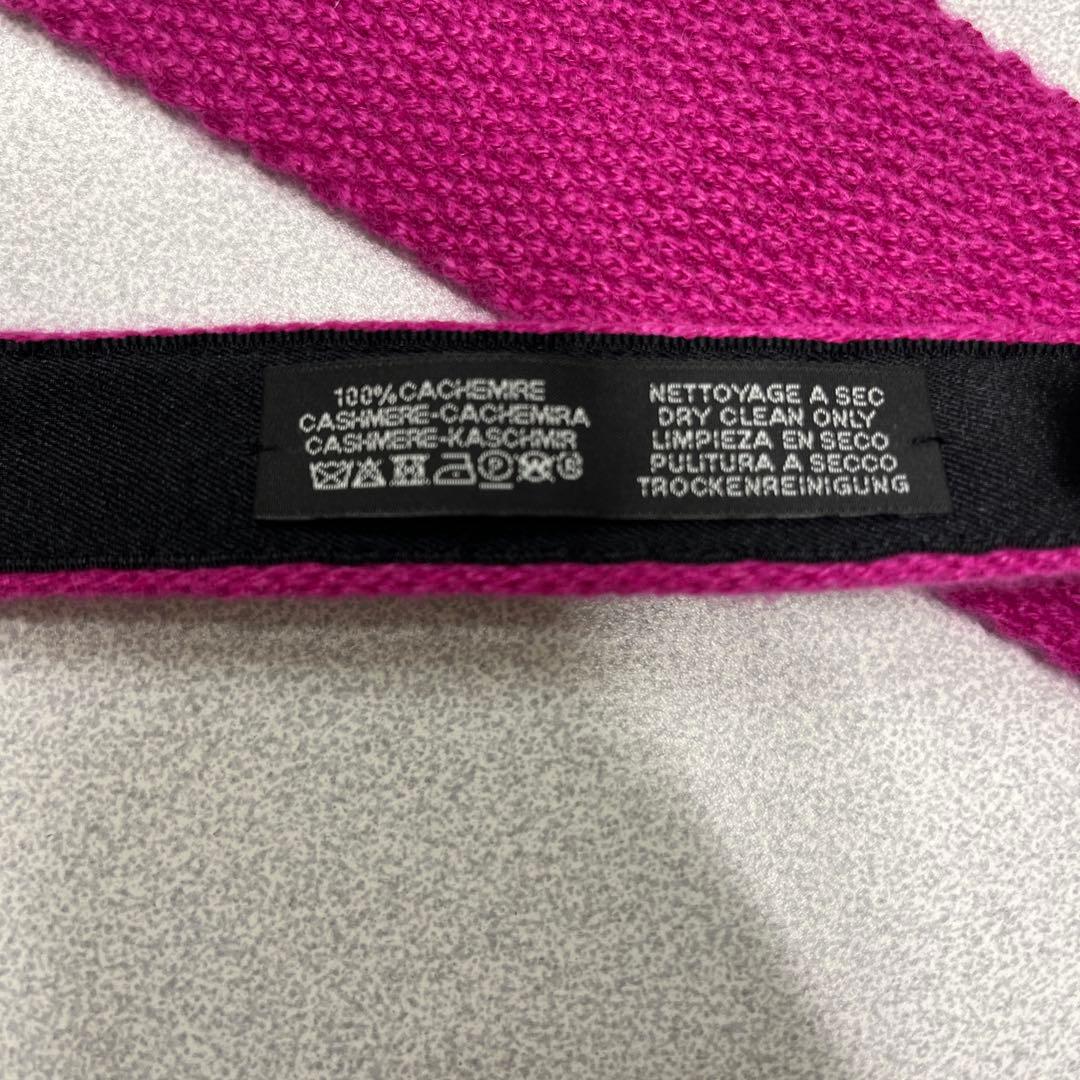 100% CACHEMIRE
CASHMERE-CACHEMIRA
CASHMERE-KASCHMIR
P
NETTOYAGE A SEC
DRY CLEAN ONLY
LIMPIEZA EN SECO
PULITURA A SECCO
TROCKENREINIGUNG